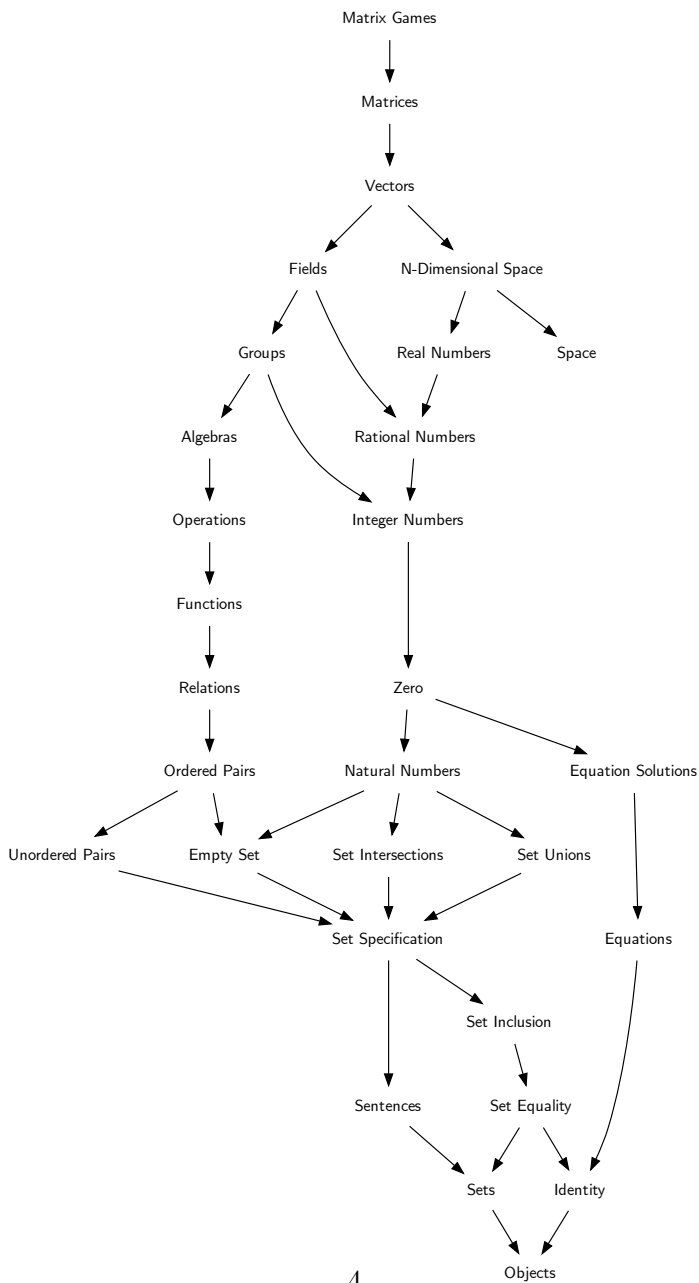 Matrix Games
Matrices
Vectors
Fields
N-Dimensional Space
Groups
Real Numbers
Space
Algebras
Rational Numbers
Operations
Integer Numbers
Functions
Relations
Zero
Ordered Pairs
Natural Numbers
Equation Solutions
Unordered Pairs
Empty Set
Set Intersections
Set Unions
Set Specification
Equations
Set Inclusion
Sentences
Set Equality
Sets
Identity
Objects
4